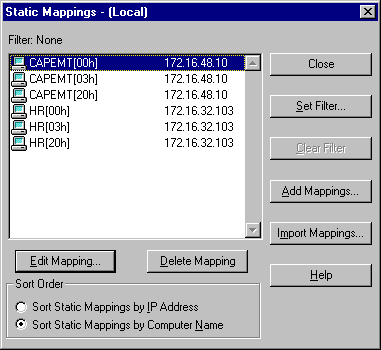 Static Mappings - (Local)
Filter: None
CAPEMT[00h] 172.16.48.10
CAPEMT[03h] 172.16.48.10
CAPEMT[20h] 172.16.48.10
HR[00h] 172.16.32.103
HR[03h] 172.16.32.103
HR[20h] 172.16.32.103
Close
Set Filter...
Clear Filter
Add Mappings...
Import Mappings...
Help
Edit Mapping...
Delete Mapping
Sort Order
Sort Static Mappings by IP Address
Sort Static Mappings by Computer Name